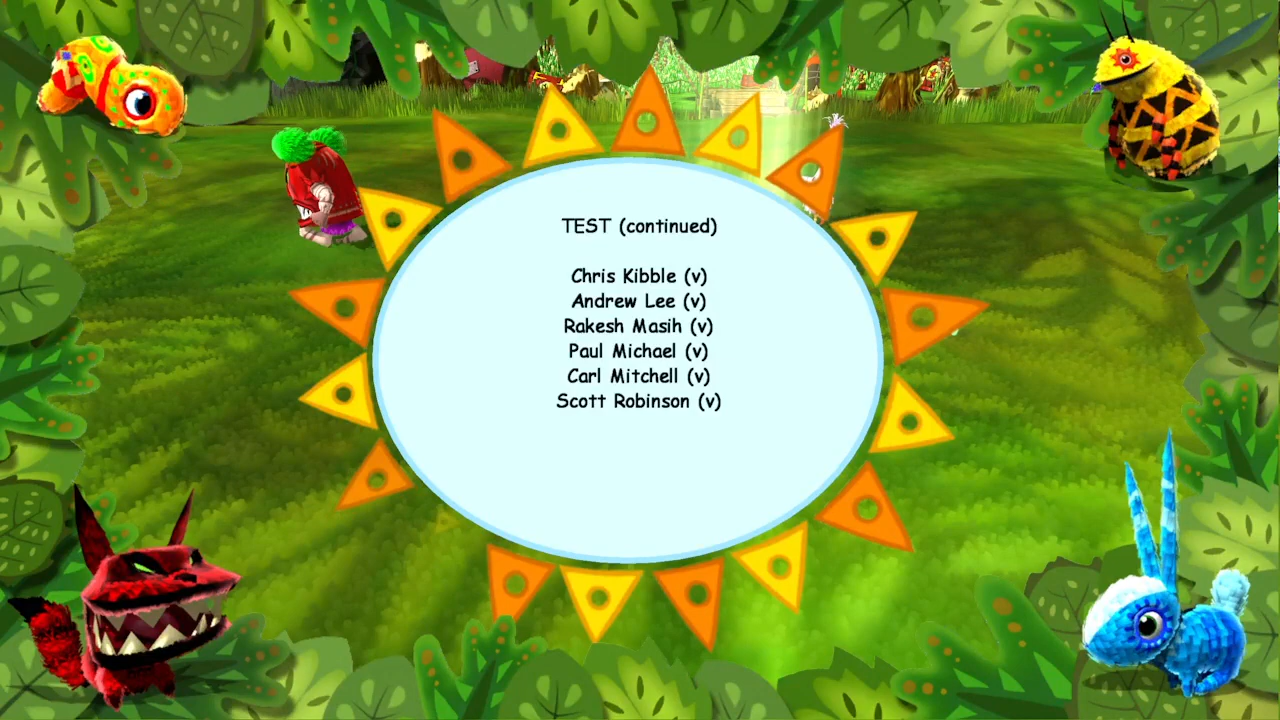 TEST (continued)
Chris Kibble (v)
Andrew Lee (v)
Rakesh Masih (v)
Paul Michael (v)
Carl Mitchell (v)
Scott Robinson (v)